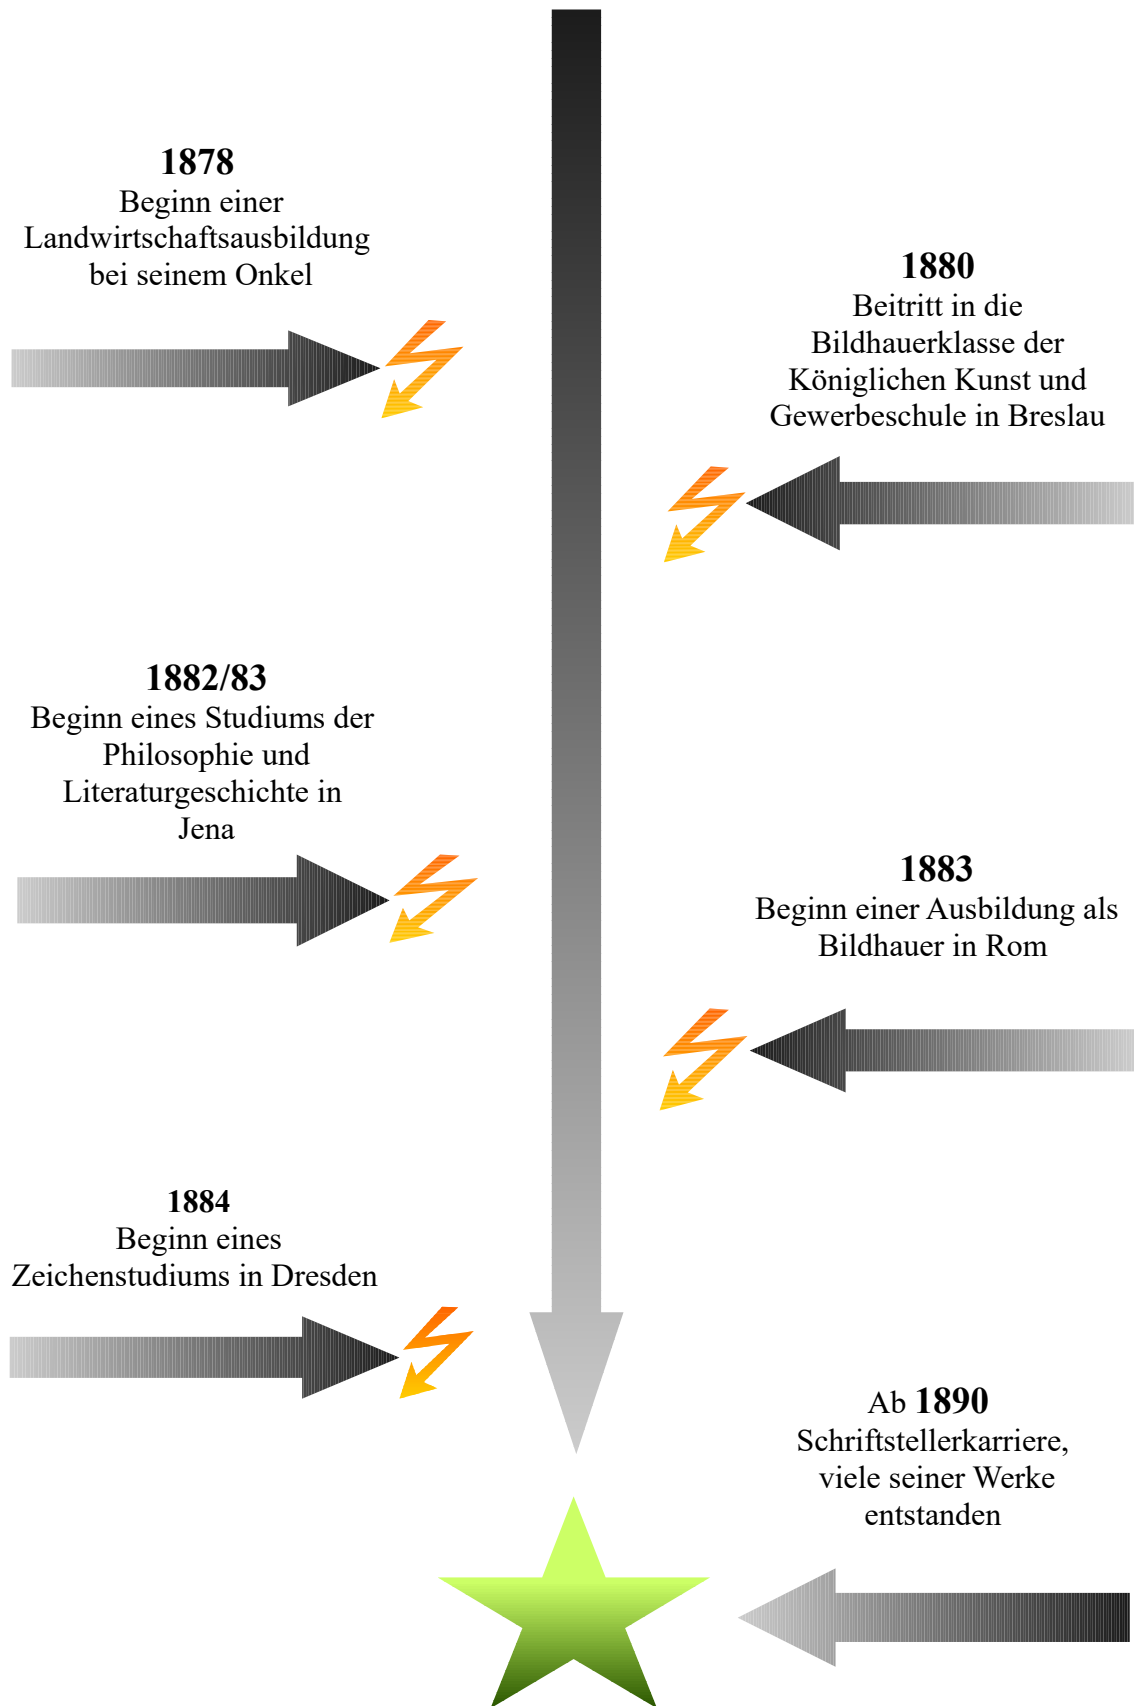 1878
Beginn einer
Landwirtschaftsausbildung
bei seinem Onkel
1880
Beitritt in die
Bildhauerklasse der
Königlichen Kunst und
Gewerbeschule in Breslau
1882/83
Beginn eines Studiums der
Philosophie und
Literaturgeschichte in
Jena
1883
Beginn einer Ausbildung als
Bildhauer in Rom
1884
Beginn eines
Zeichenstudiums in Dresden
Ab 1890
Schriftstellerkarriere,
viele seiner Werke
entstanden